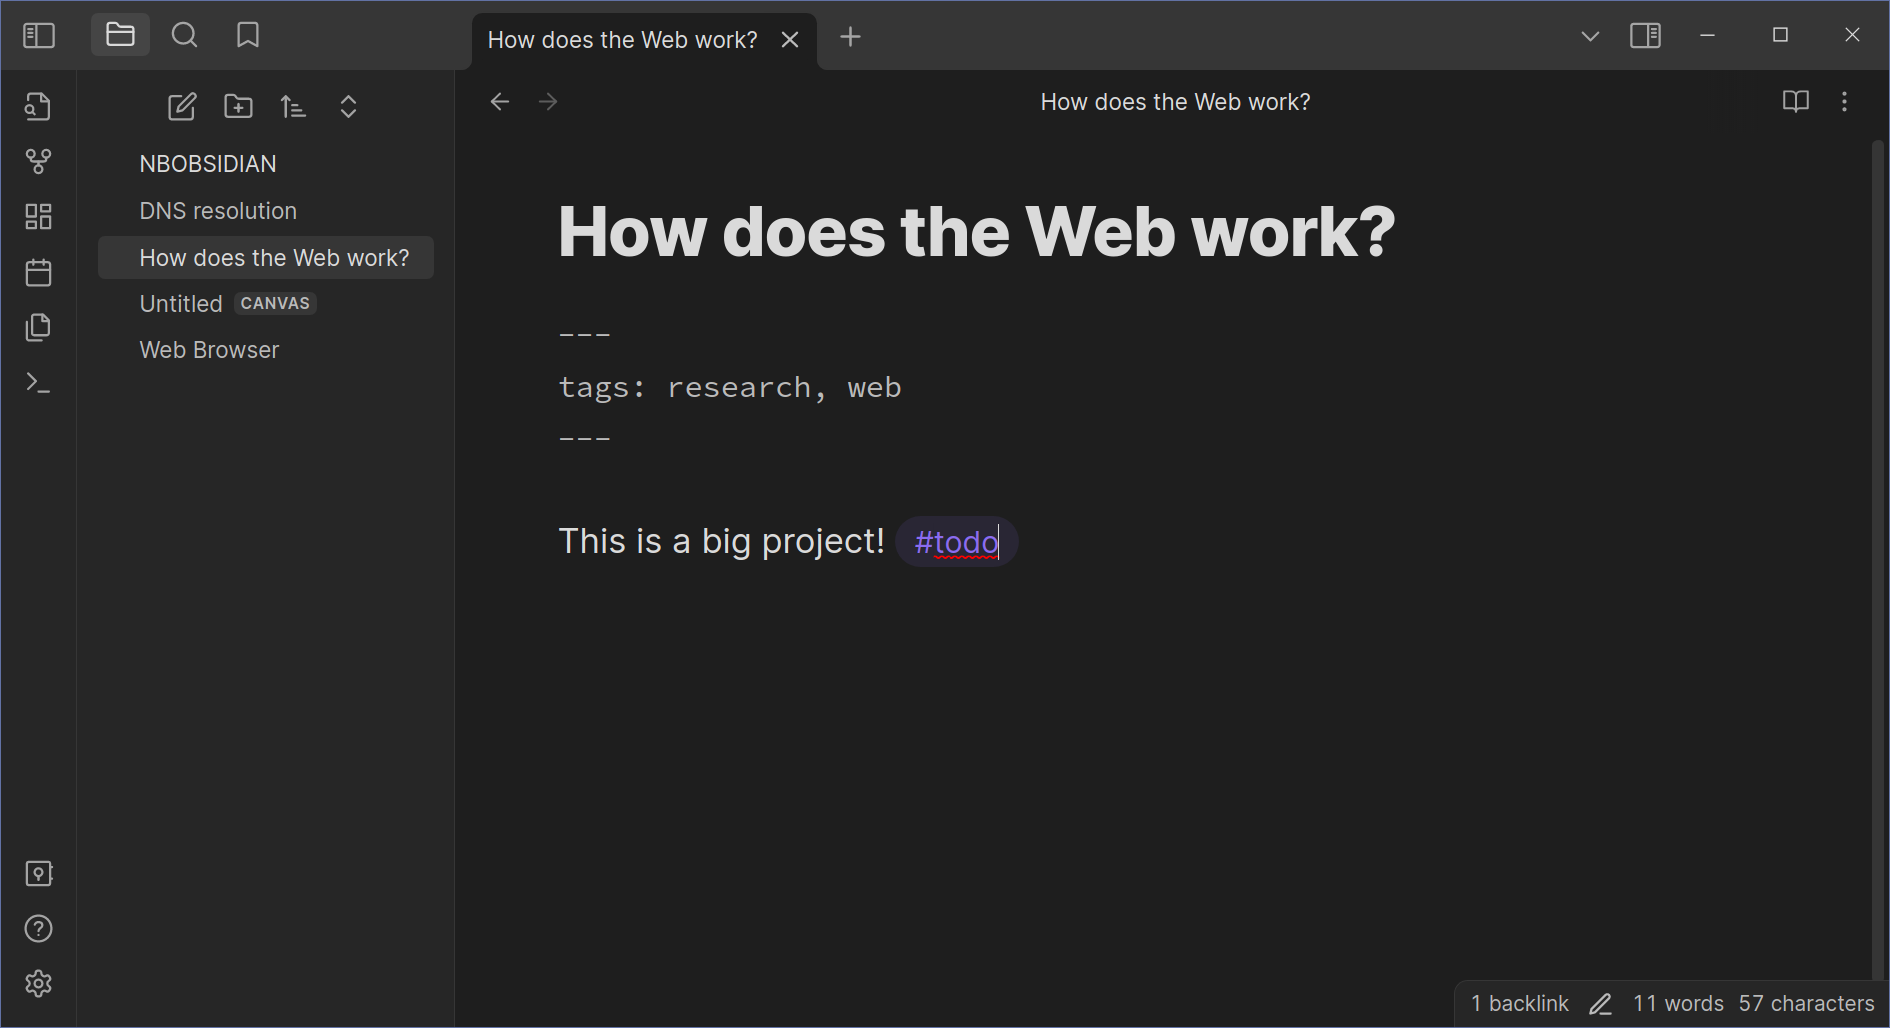 How does the Web work?
How does the Web work?
NBOBSIDIAN
DNS resolution
How does the Web work?
Untitled CANVAS
Web Browser
How does the Web work?
---
tags: research, web
---
This is a big project! #todo
1 backlink 11 words 57 characters